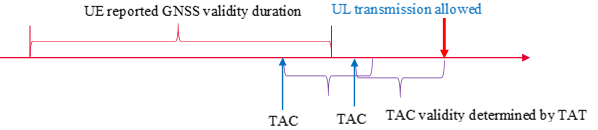 UE reported GNSS validity duration
UL transmission allowed
TAC
TAC
TAC validity determined by TAT